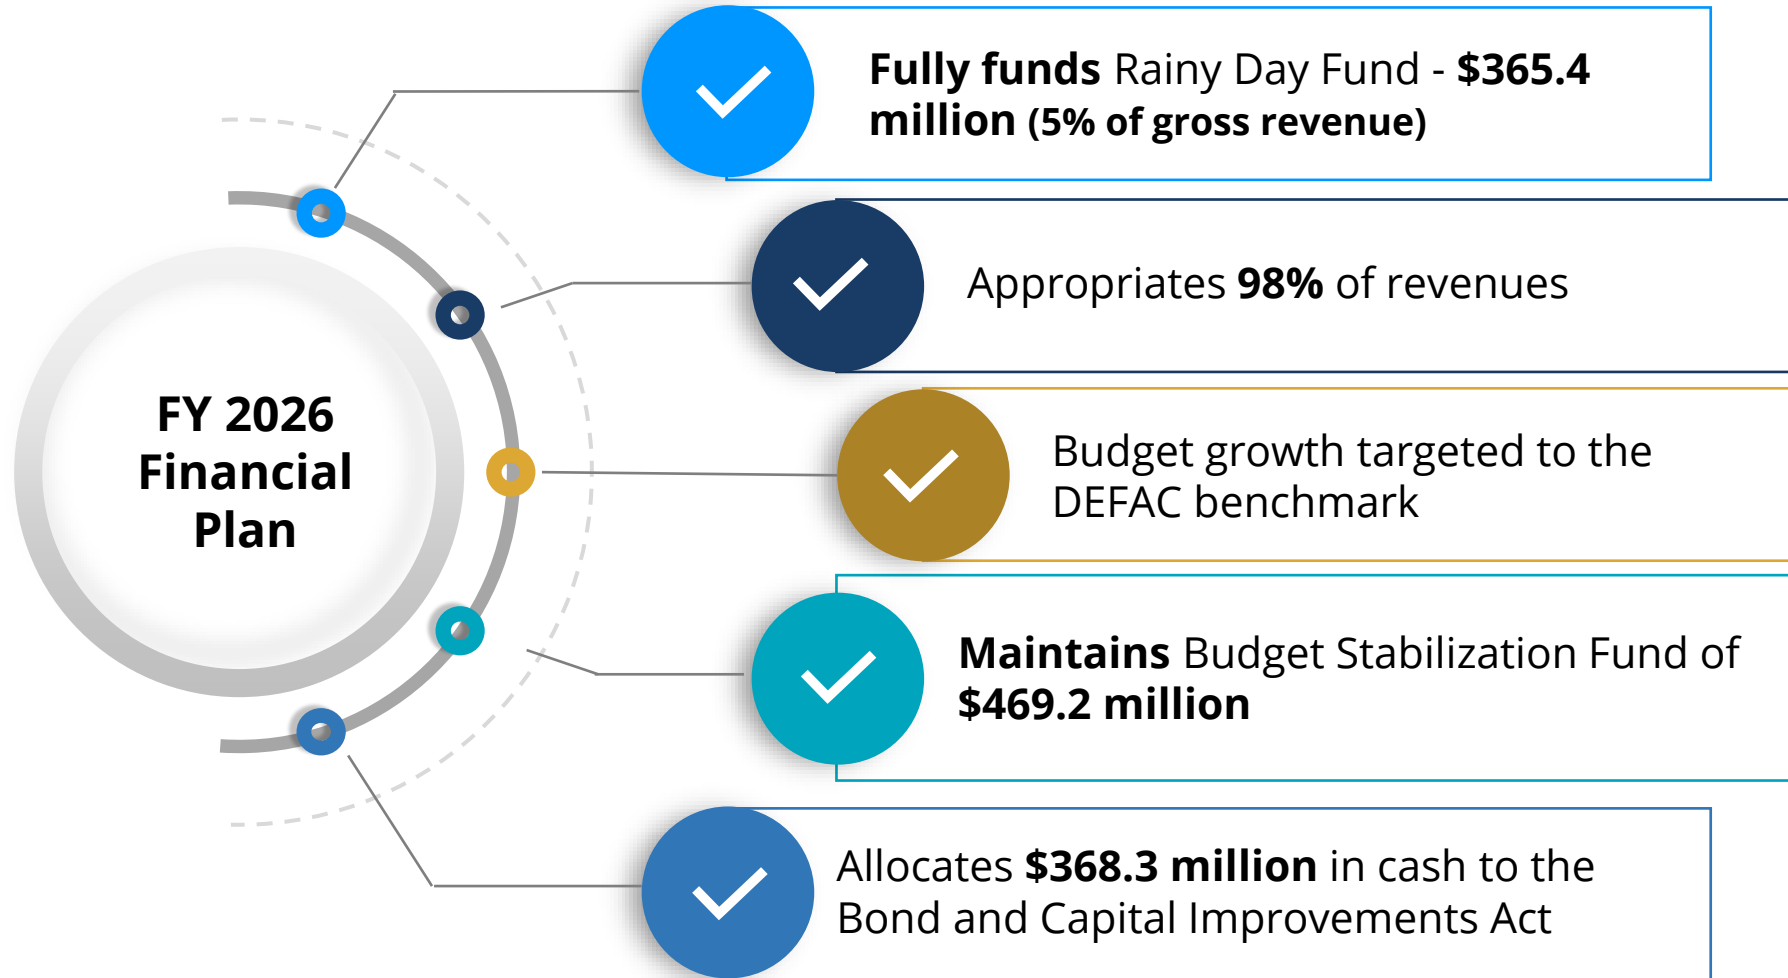 FY 2026
Financial
Plan
Fully funds Rainy Day Fund - $365.4
million (5% of gross revenue)
Appropriates 98% of revenues
Budget growth targeted to the
DEFAC benchmark
Maintains Budget Stabilization Fund of
$469.2 million
Allocates $368.3 million in cash to the
Bond and Capital Improvements Act